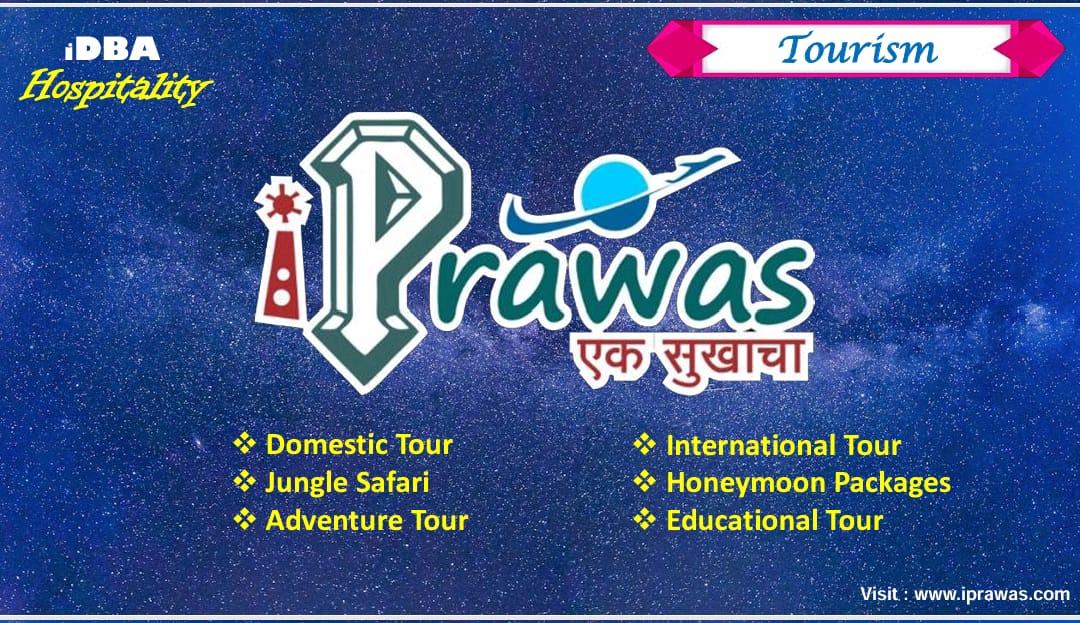 iDBA
Hospitality
Tourism
iPrawas
एक सुखाचा
❖ Domestic Tour
❖ Jungle Safari
❖ Adventure Tour
❖ International Tour
❖ Honeymoon Packages
❖ Educational Tour
Visit : www.iprawas.com